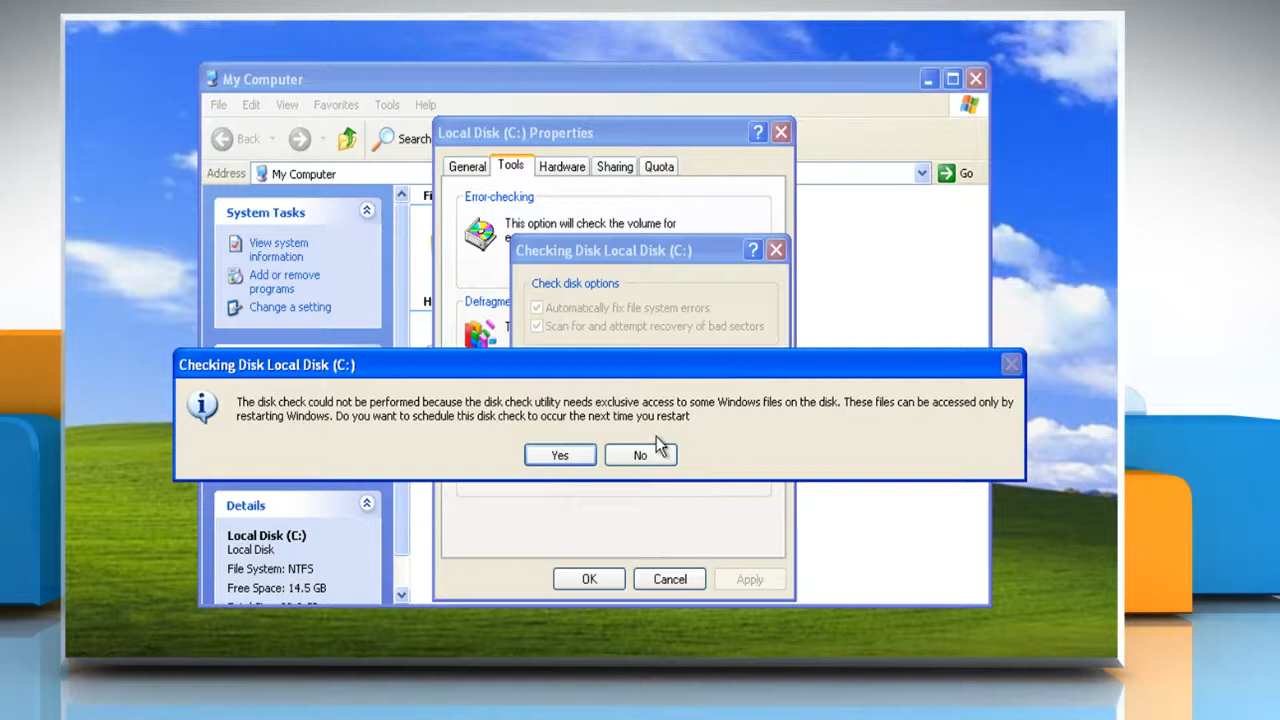 My Computer
File Edit View Favorites Tools Help
Back Search
Address My Computer Go
System Tasks
View system
information
Add or remove
programs
Change a setting
Details
Local Disk (C:)
Local Disk
File System: NTFS
Free Space: 14.5 GB
Local Disk (C:) Properties
General Tools Hardware Sharing Quota
Error-checking
This option will check the volume for
Defragme
Checking Disk Local Disk (C:)
Check disk options
Automatically fix file system errors
Scan for and attempt recovery of bad sectors
Checking Disk Local Disk (C:)
The disk check could not be performed because the disk check utility needs exclusive access to some Windows files on the disk. These files can be accessed only by
restarting Windows. Do you want to schedule this disk check to occur the next time you restart
Yes No
OK Cancel Apply